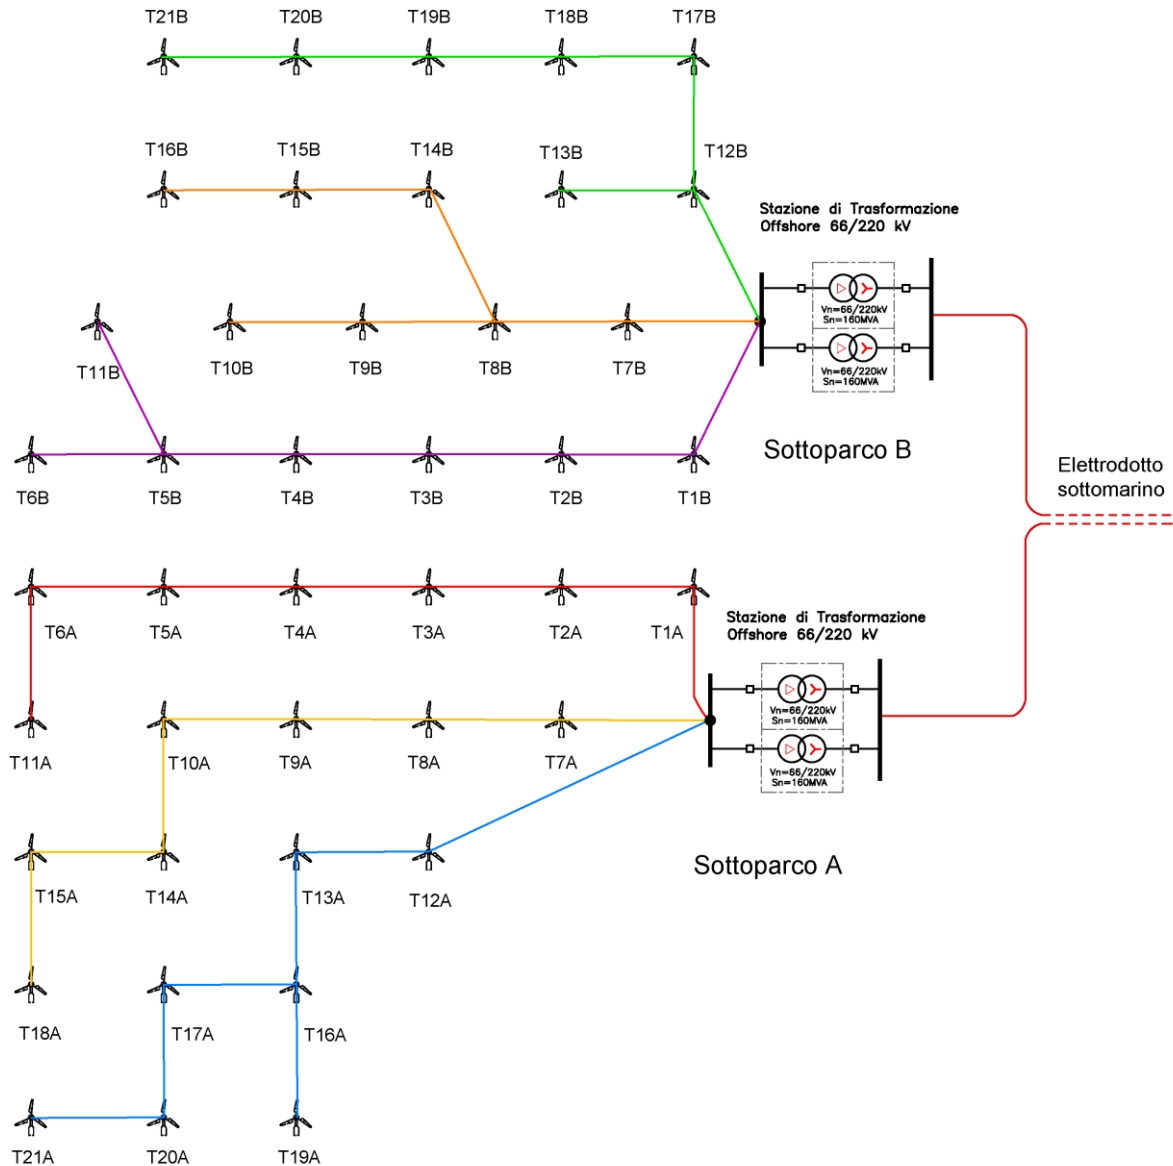 T21B T20B T19B T18B T17B
T16B T15B T14B T13B T12B
Stazione di Trasformazione
Offshore 66/220 kV
Vn=66/220kV
Sn=160MVA
Vn=66/220kV
Sn=160MVA
T11B T10B T9B T8B T7B
Sottoparco B
Elettrodotto
sottomarino
T6B T5B T4B T3B T2B T1B
Stazione di Trasformazione
Offshore 66/220 kV
T6A T5A T4A T3A T2A T1A
Vn=66/220kV
Sn=160MVA
Vn=66/220kV
Sn=160MVA
T11A T10A T9A T8A T7A
Sottoparco A
T15A T14A T13A T12A
T18A T17A T16A
T21A T20A T19A